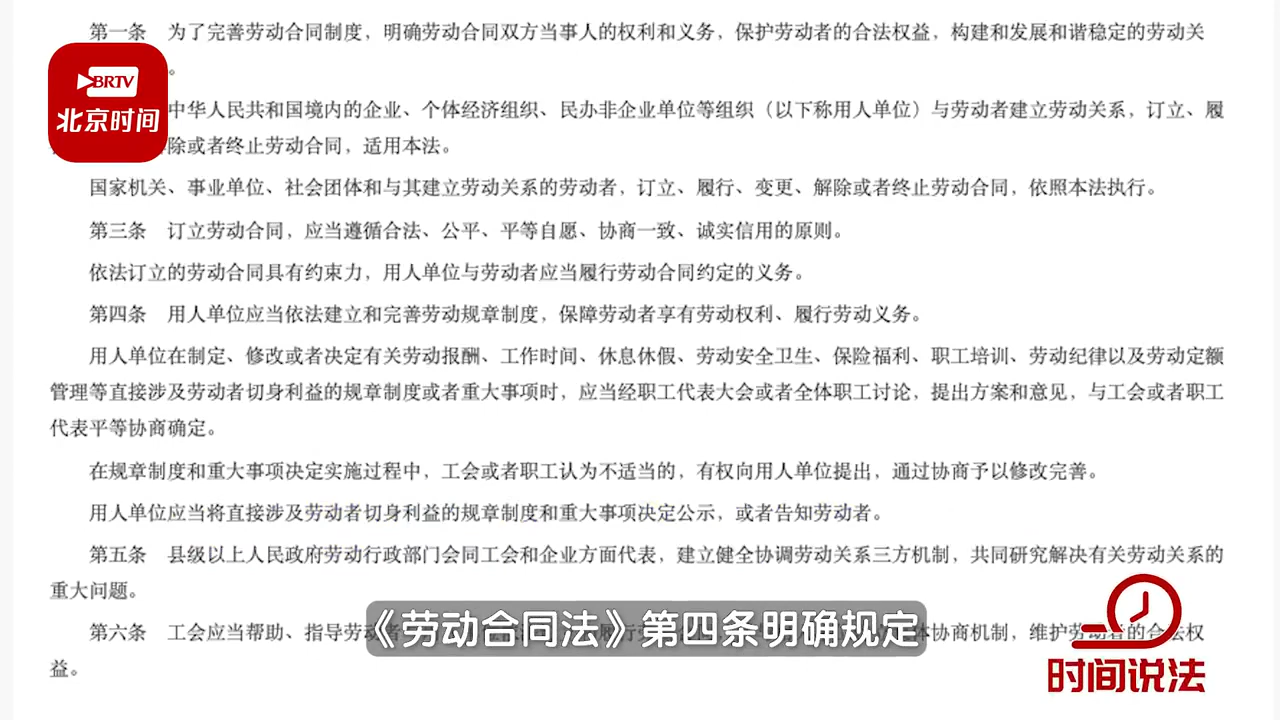 第一条 为了完善劳动合同制度，明确劳动合同双方当事人的权利和义务，保护劳动者的合法权益，构建和发展和谐稳定的劳动关
。
BRTV
北京时间
中华人民共和国境内的企业、个体经济组织、民办非企业单位等组织（以下称用人单位）与劳动者建立劳动关系，订立、履
除或者终止劳动合同，适用本法。
国家机关、事业单位、社会团体和与其建立劳动关系的劳动者，订立、履行、变更、解除或者终止劳动合同，依照本法执行。
第三条 订立劳动合同，应当遵循合法、公平、平等自愿、协商一致、诚实信用的原则。
依法订立的劳动合同具有约束力，用人单位与劳动者应当履行劳动合同约定的义务。
第四条 用人单位应当依法建立和完善劳动规章制度，保障劳动者享有劳动权利、履行劳动义务。
用人单位在制定、修改或者决定有关劳动报酬、工作时间、休息休假、劳动安全卫生、保险福利、职工培训、劳动纪律以及劳动定额
管理等直接涉及劳动者切身利益的规章制度或者重大事项时，应当经职工代表大会或者全体职工讨论，提出方案和意见，与工会或者职工
代表平等协商确定。
在规章制度和重大事项决定实施过程中，工会或者职工认为不适当的，有权向用人单位提出，通过协商予以修改完善。
用人单位应当将直接涉及劳动者切身利益的规章制度和重大事项决定公示，或者告知劳动者。
第五条 县级以上人民政府劳动行政部门会同工会和企业方面代表，建立健全协调劳动关系三方机制，共同研究解决有关劳动关系的
重大问题。
第六条 工会应当帮助、指导劳动 体协商机制，维护劳动者的合法权
益。
《劳动合同法》第四条明确规定
时间说法